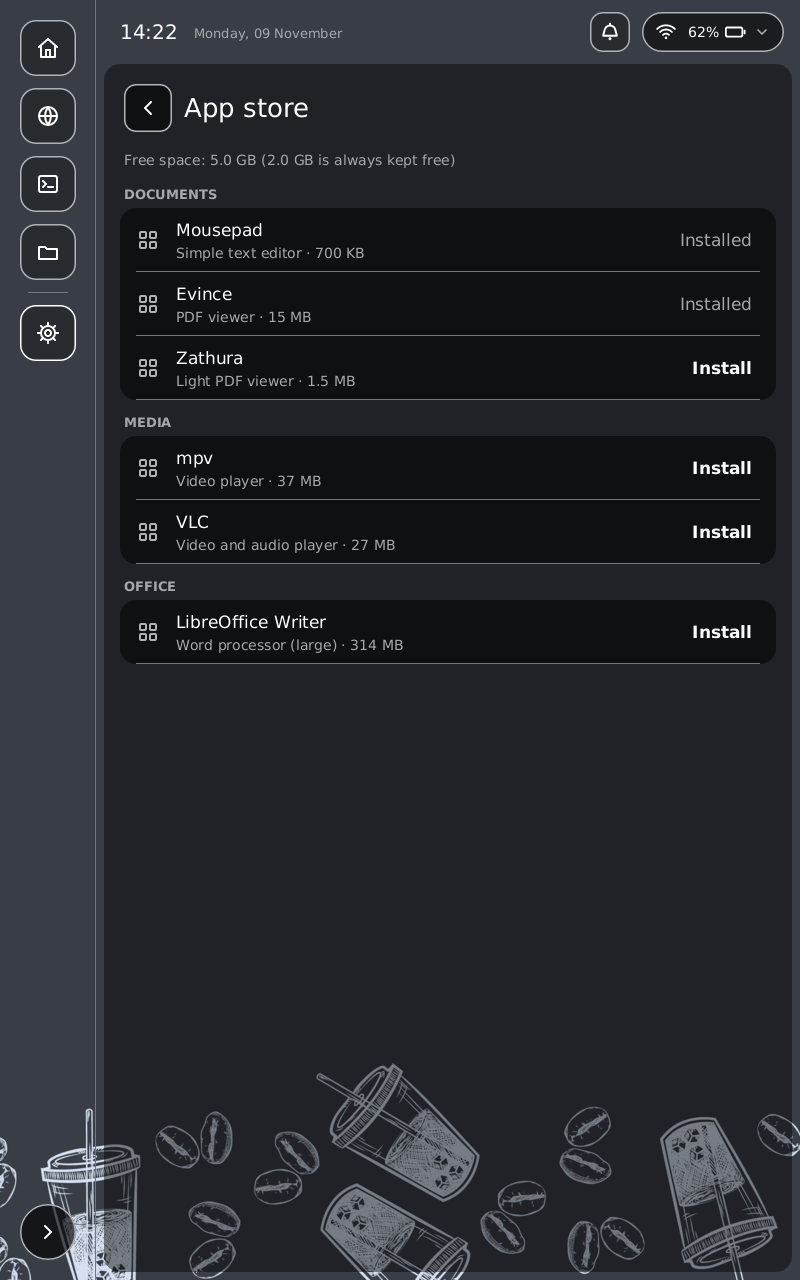 14:22 Monday, 09 November 62%
App store
Free space: 5.0 GB (2.0 GB is always kept free)
DOCUMENTS
Mousepad
Simple text editor · 700 KB
Installed
Evince
PDF viewer · 15 MB
Installed
Zathura
Light PDF viewer · 1.5 MB
Install
MEDIA
mpv
Video player · 37 MB
Install
VLC
Video and audio player · 27 MB
Install
OFFICE
LibreOffice Writer
Word processor (large) · 314 MB
Install